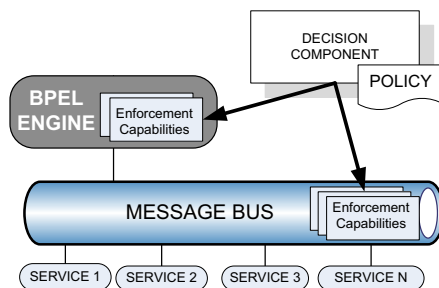 DECISION
COMPONENT
POLICY
BPEL
ENGINE
Enforcement
Capabilities
MESSAGE BUS
Enforcement
Capabilities
SERVICE 1
SERVICE 2
SERVICE 3
SERVICE N